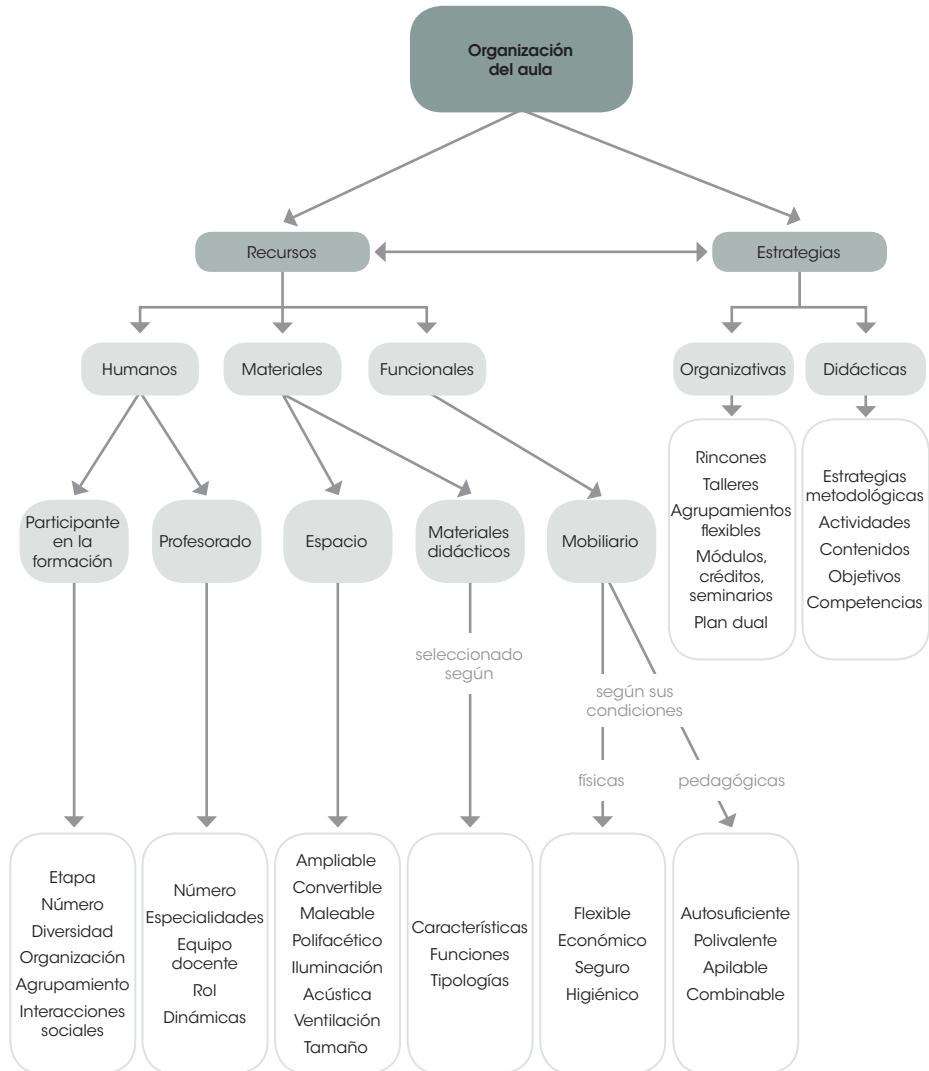 Organización
del aula
Recursos
Estrategias
Humanos
Materiales
Funcionales
Organizativas
Didácticas
Rincones
Talleres
Agrupamientos
flexibles
Módulos,
créditos,
seminarios
Plan dual
Estrategias
metodológicas
Actividades
Contenidos
Objetivos
Competencias
Participante
en la
formación
Profesorado
Espacio
Materiales
didácticos
Mobiliario
seleccionado
según
según sus
condiciones
físicas
pedagógicas
Etapa
Número
Diversidad
Organización
Agrupamiento
Interacciones
sociales
Número
Especialidades
Equipo
docente
Rol
Dinámicas
Ampliable
Convertible
Maleable
Polifacético
Iluminación
Acústica
Ventilación
Tamaño
Características
Funciones
Tipologías
Flexible
Económico
Seguro
Higiénico
Autosuficiente
Polivalente
Apilable
Combinable